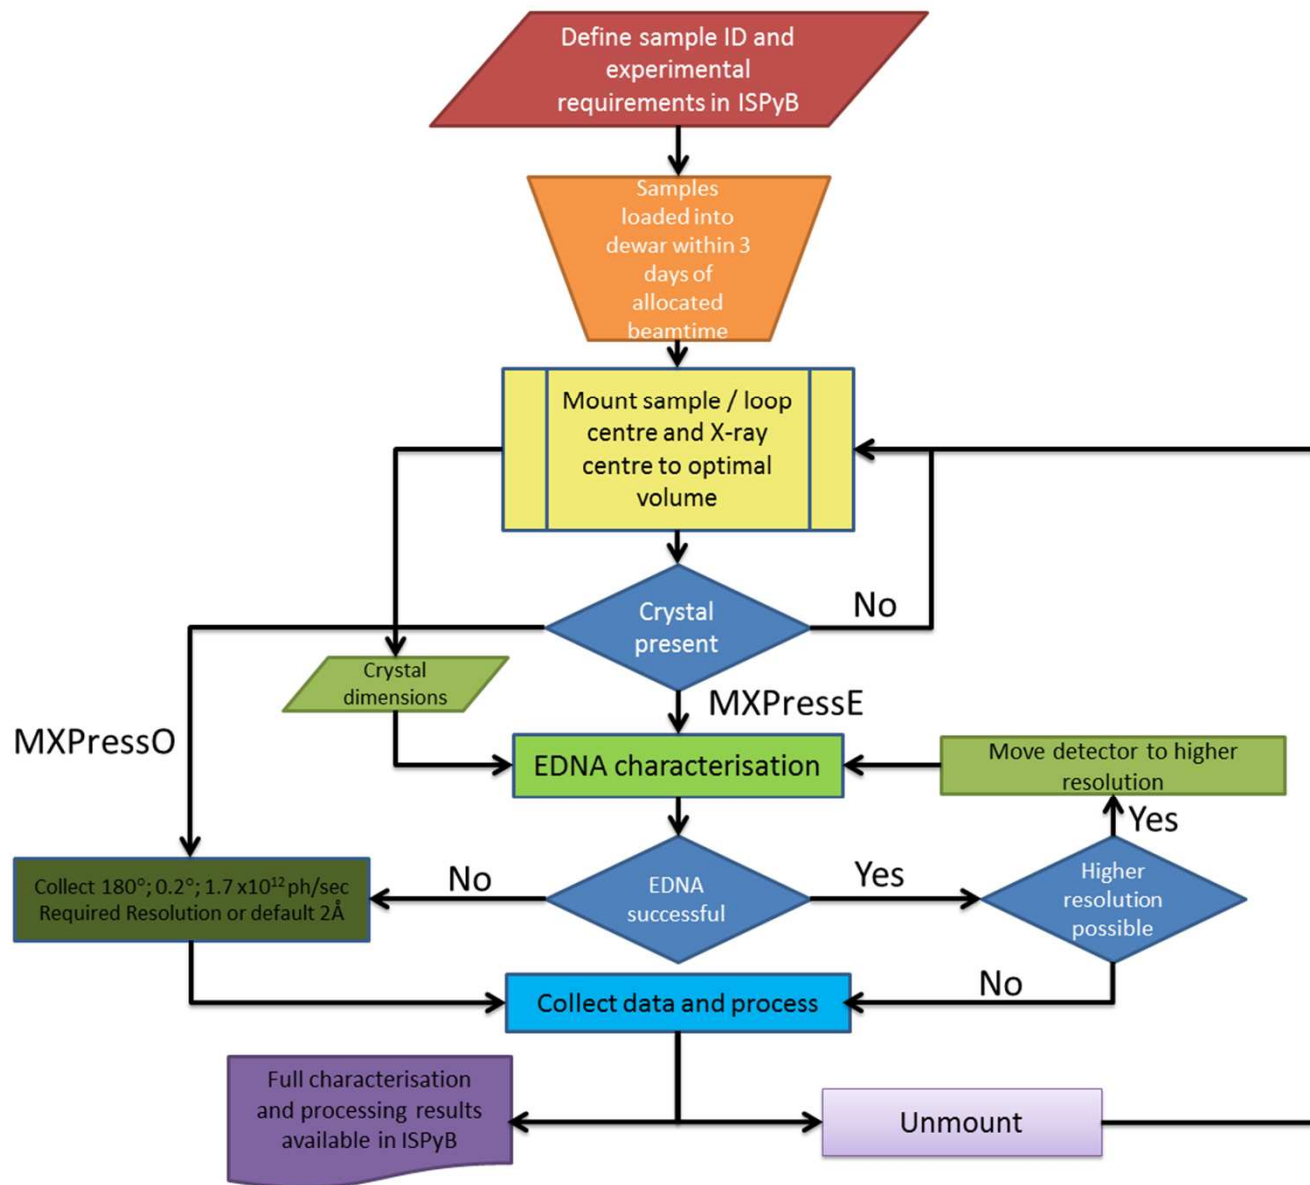 Define sample ID and
experimental
requirements in ISPyB
Samples
loaded into
dewar within 3
days of
allocated
beamtime
Mount sample / loop
centre and X-ray
centre to optimal
volume
Crystal
present
No
Crystal
dimensions
MXPressO
MXPressE
EDNA characterisation
Move detector to higher
resolution
Yes
Collect 180°; 0.2°; 1.7 x10¹² ph/sec
Required Resolution or default 2Å
No
EDNA
successful
Yes
Higher
resolution
possible
No
Collect data and process
Full characterisation
and processing results
available in ISPyB
Unmount